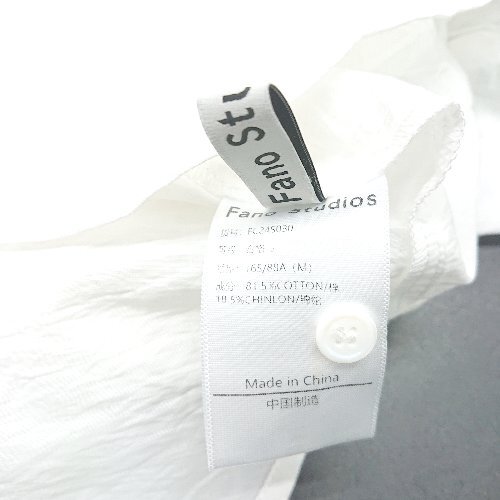 Fano Stu
Fano Studios
FC24S030
165/88A (M)
81.5%COTTON/棉
18.5%CHINLON/锦纶
Made in China
中国制造